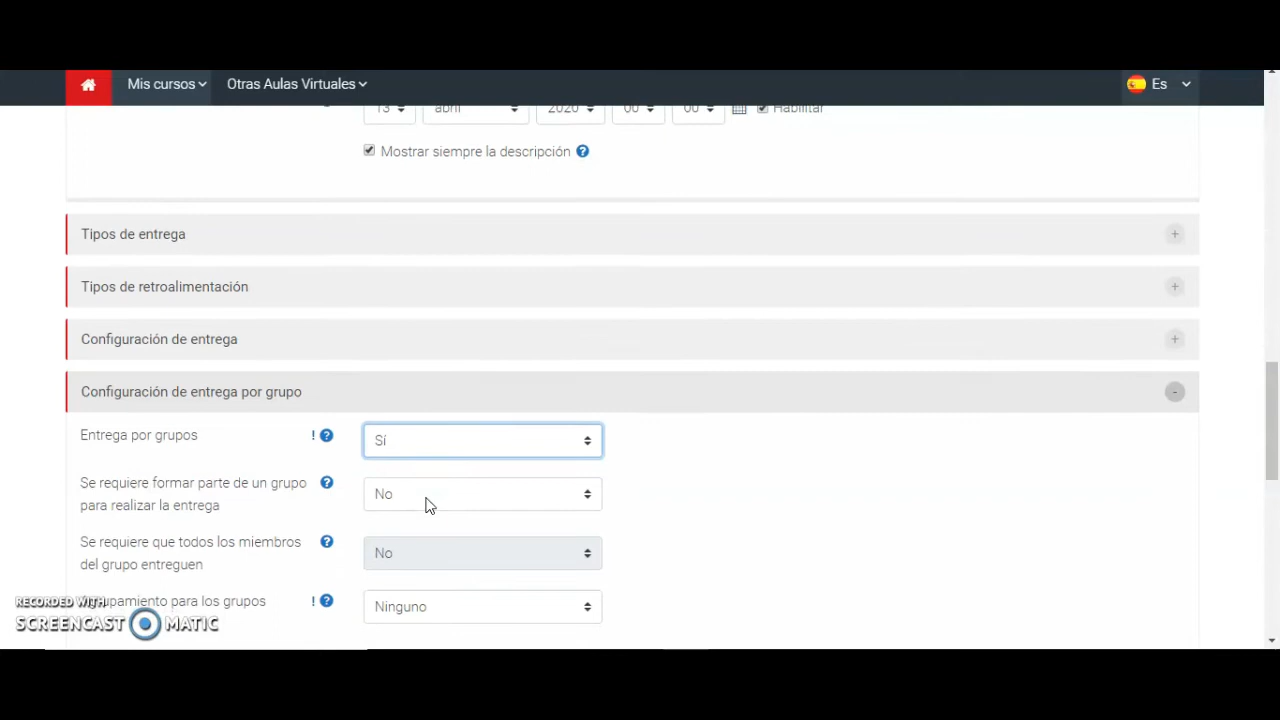 Mis cursos Otras Aulas Virtuales Es
13 abril 2020 00 00 Habilitar
Mostrar siempre la descripción ?
Tipos de entrega +
Tipos de retroalimentación +
Configuración de entrega +
Configuración de entrega por grupo -
Entrega por grupos ! ? Sí
Se requiere formar parte de un grupo ? No
para realizar la entrega
Se requiere que todos los miembros ? No
del grupo entreguen
para los grupos ! ? Ninguno
RECORDED WITH
SCREENCAST MATIC